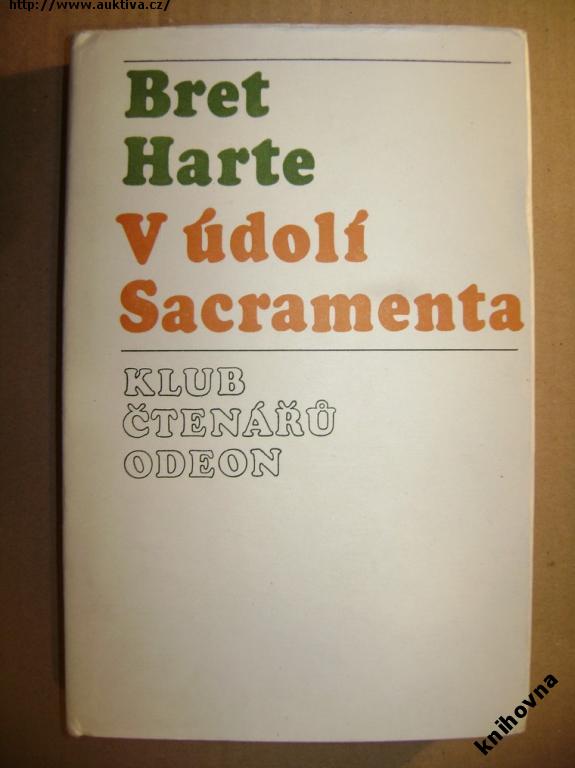 http://www.auktiva.cz/
Bret
Harte
V údolí
Sacramenta
KLUB
ČTENÁŘŮ
ODEON
knihovna